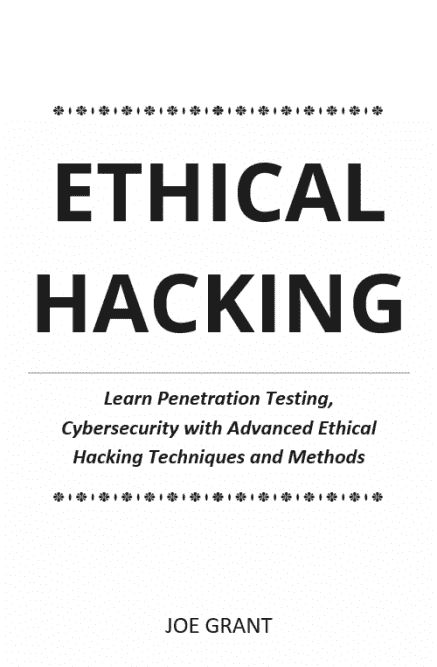 ETHICAL
HACKING
Learn Penetration Testing,
Cybersecurity with Advanced Ethical
Hacking Techniques and Methods
JOE GRANT